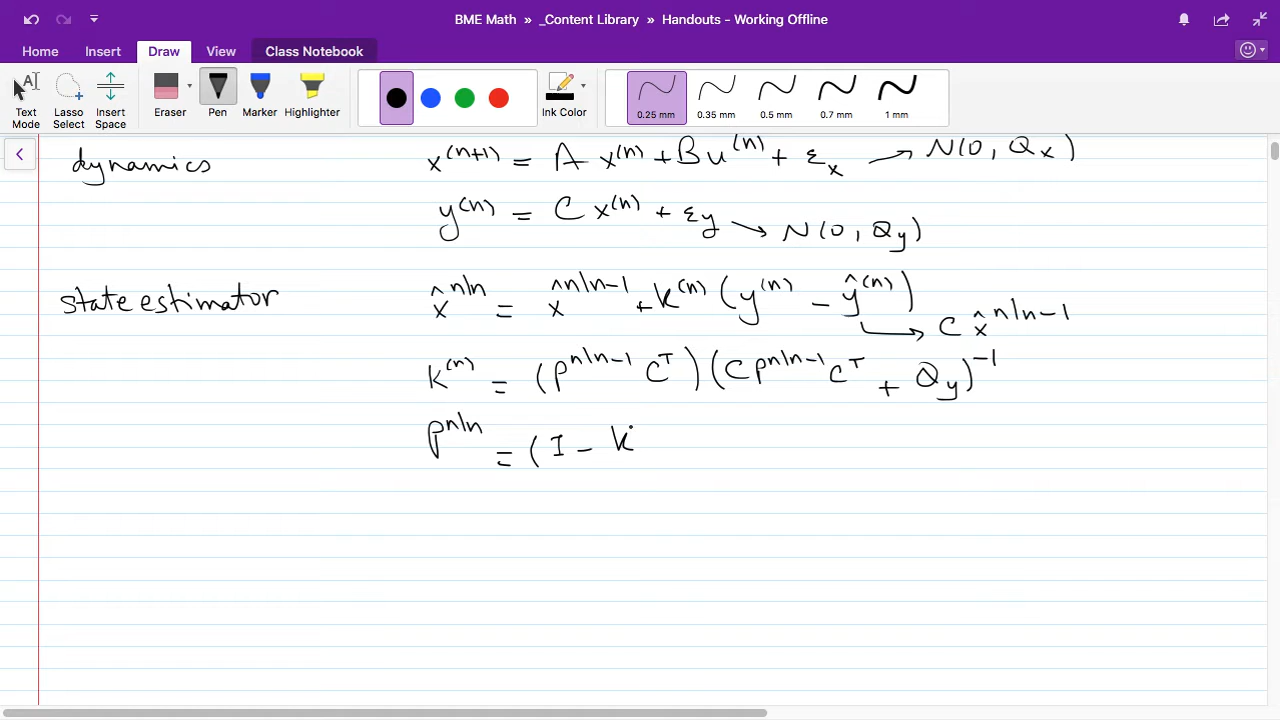 BME Math » _Content Library » Handouts - Working Offline
Home Insert Draw View Class Notebook
Text Mode Lasso Select Insert Space Eraser Pen Marker Highlighter Ink Color 0.25 mm 0.35 mm 0.5 mm 0.7 mm 1 mm
dynamics x^(n+1) = A x^(n) + B u^(n) + ε_x → N(0, Q_x)
y^(n) = C x^(n) + ε_y → N(0, Q_y)
state estimator x̂^n|n = x̂^n|n-1 + k^(n) (y^(n) - ŷ^(n))
→ C x̂^n|n-1
k^(n) = (P^n|n-1 C^T)(C P^n|n-1 C^T + Q_y)^-1
P^n|n = (I - k